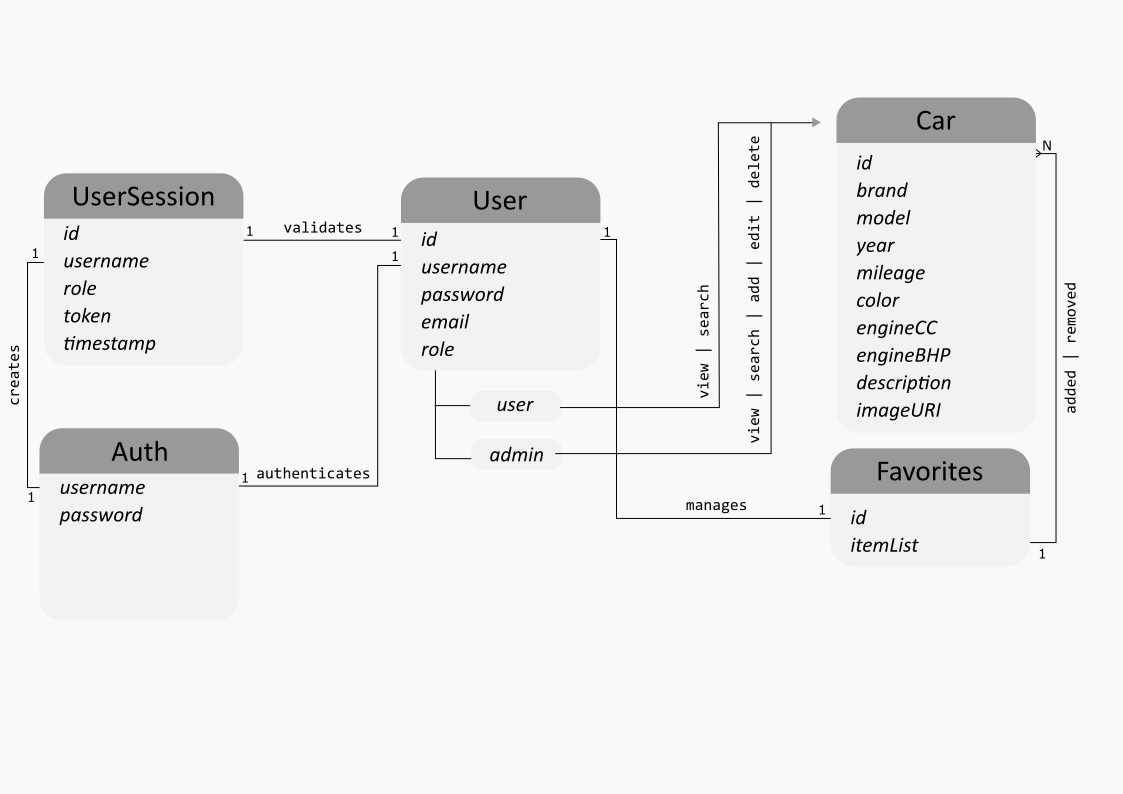 UserSession
id
username
role
token
timestamp
1
validates
1
1
creates
1
Auth
username
password
1
authenticates
1
User
id
username
password
email
role
user
admin
view | search
view | search | add | edit | delete
1
manages
1
Car
id
brand
model
year
mileage
color
engineCC
engineBHP
description
imageURI
N
added | removed
1
Favorites
id
itemList